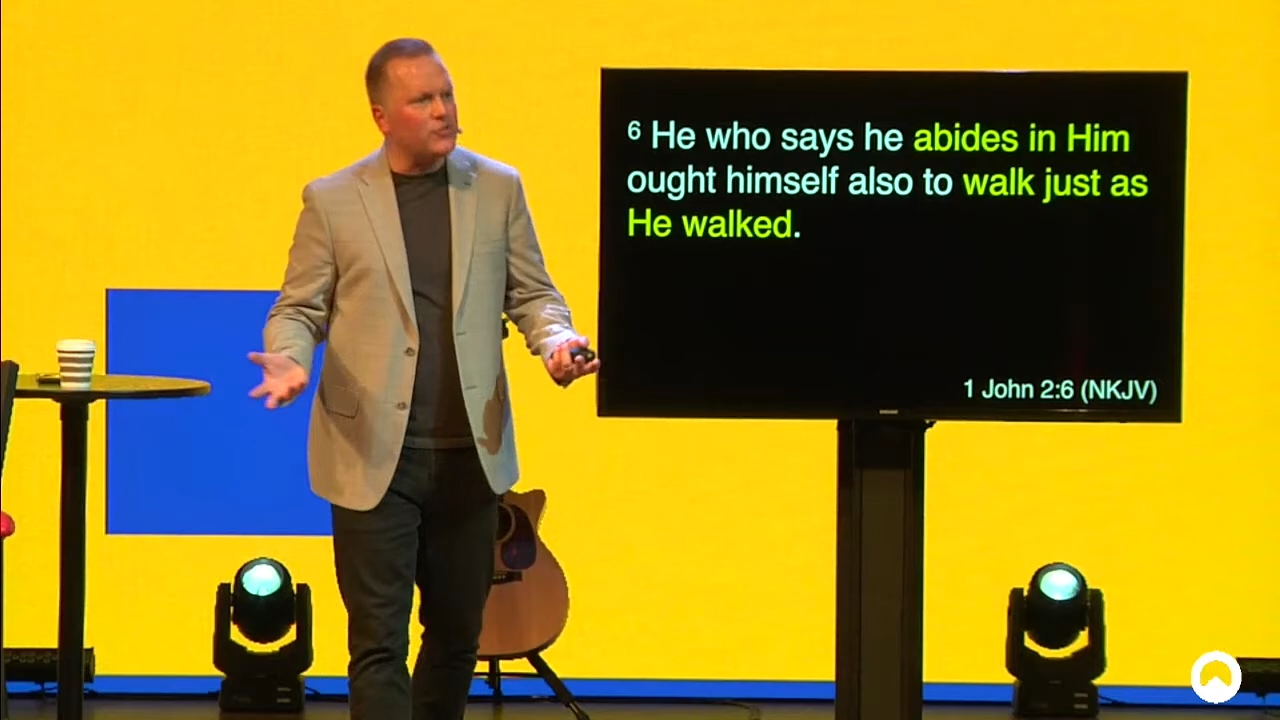 6 He who says he abides in Him
ought himself also to walk just as
He walked.
1 John 2:6 (NKJV)